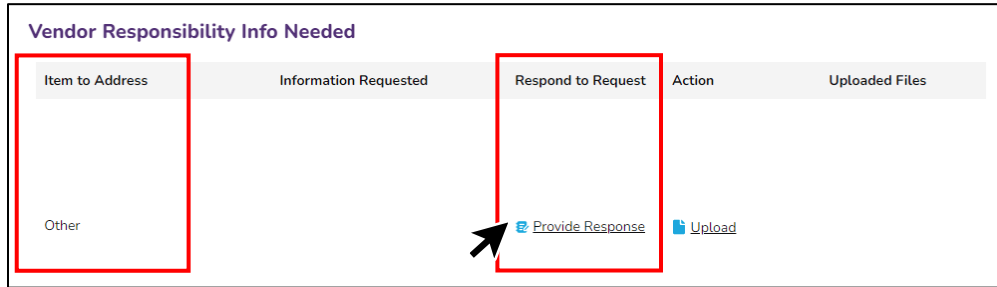 Vendor Responsibility Info Needed
Item to Address Information Requested Respond to Request Action Uploaded Files
Other Provide Response Upload